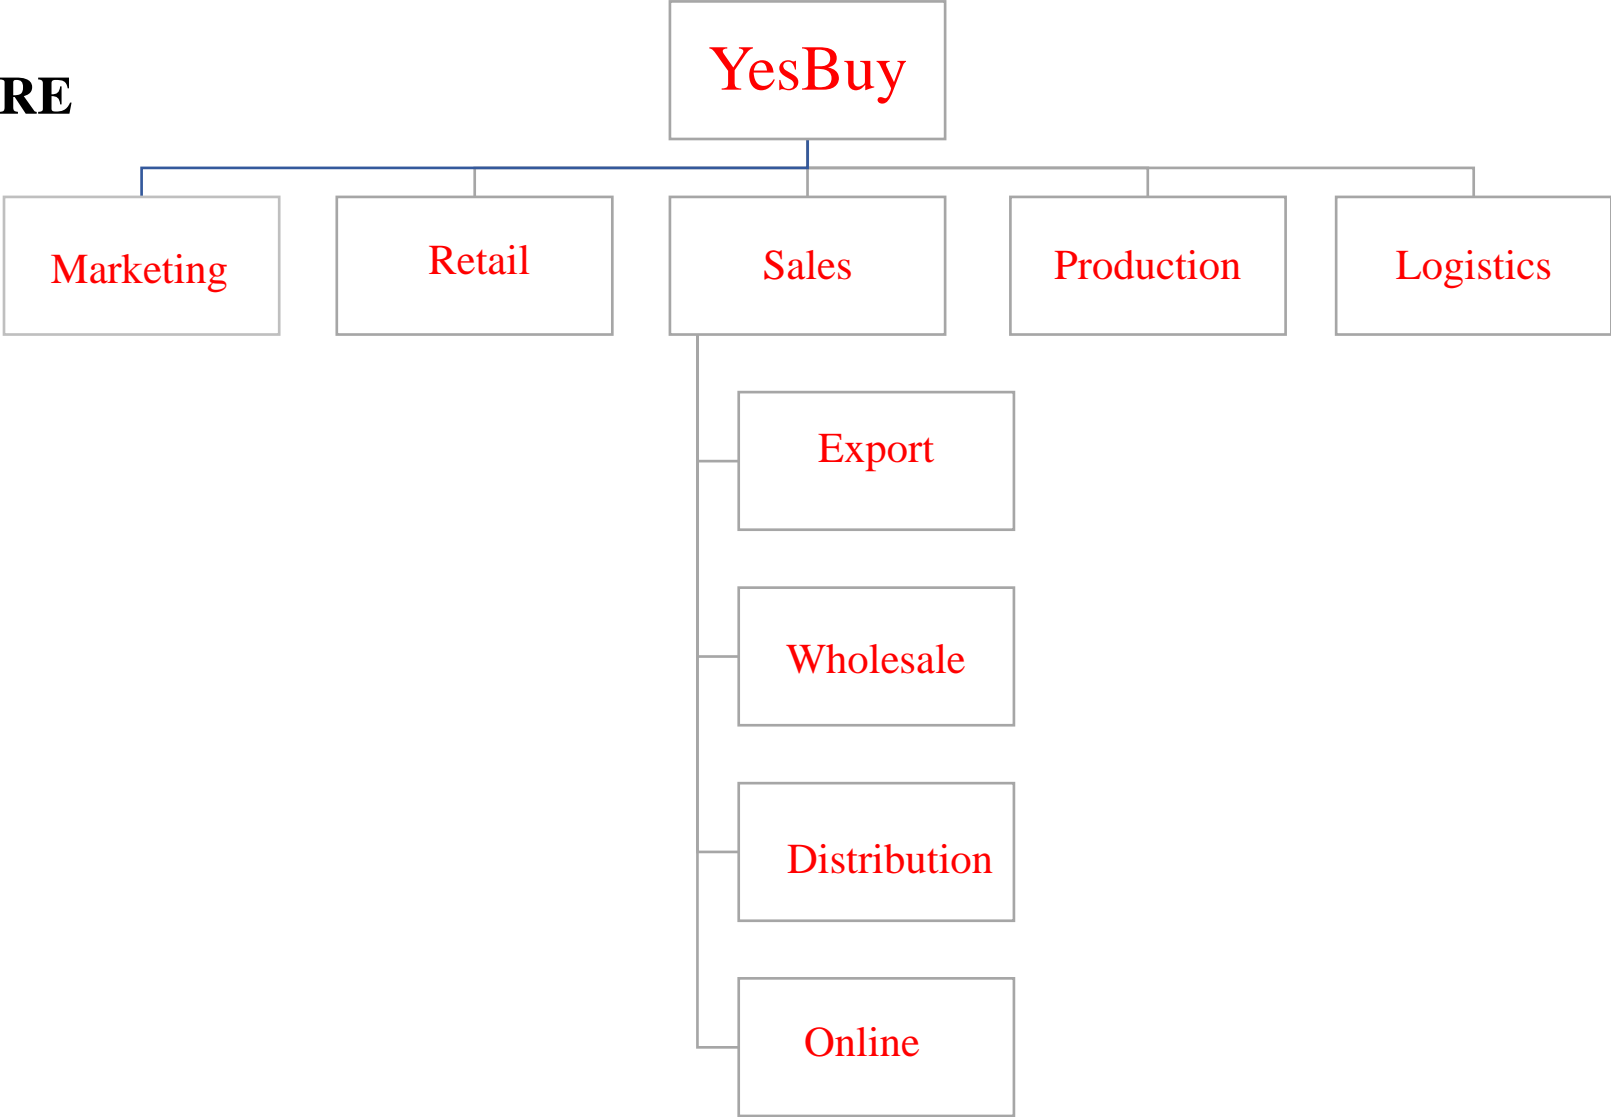 YesBuy
RE
Marketing
Retail
Sales
Production
Logistics
Export
Wholesale
Distribution
Online